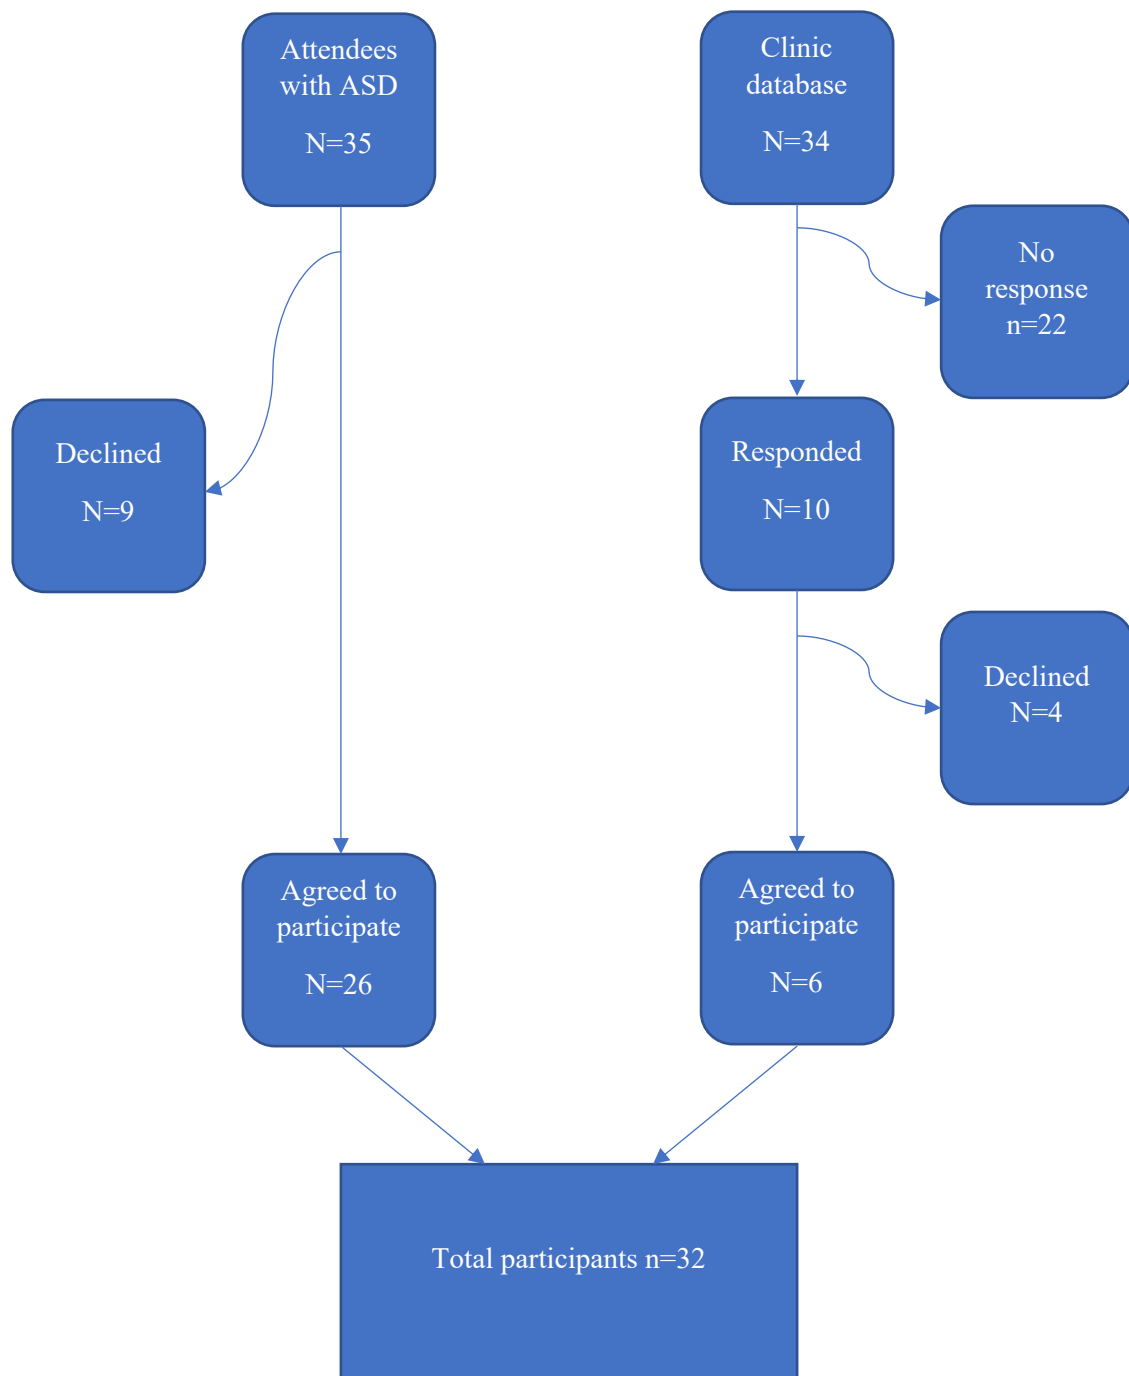 Attendees
with ASD
N=35
Clinic
database
N=34
No
response
n=22
Declined
N=9
Responded
N=10
Declined
N=4
Agreed to
participate
N=26
Agreed to
participate
N=6
Total participants n=32